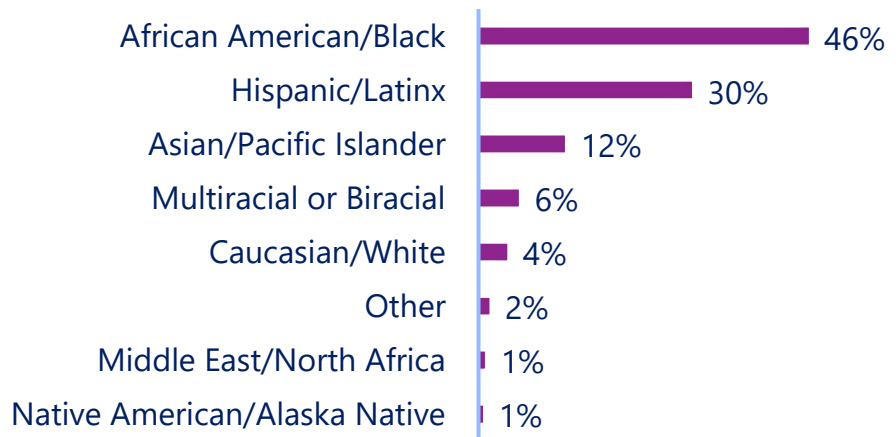 African American/Black 46%
Hispanic/Latinx 30%
Asian/Pacific Islander 12%
Multiracial or Biracial 6%
Caucasian/White 4%
Other 2%
Middle East/North Africa 1%
Native American/Alaska Native 1%